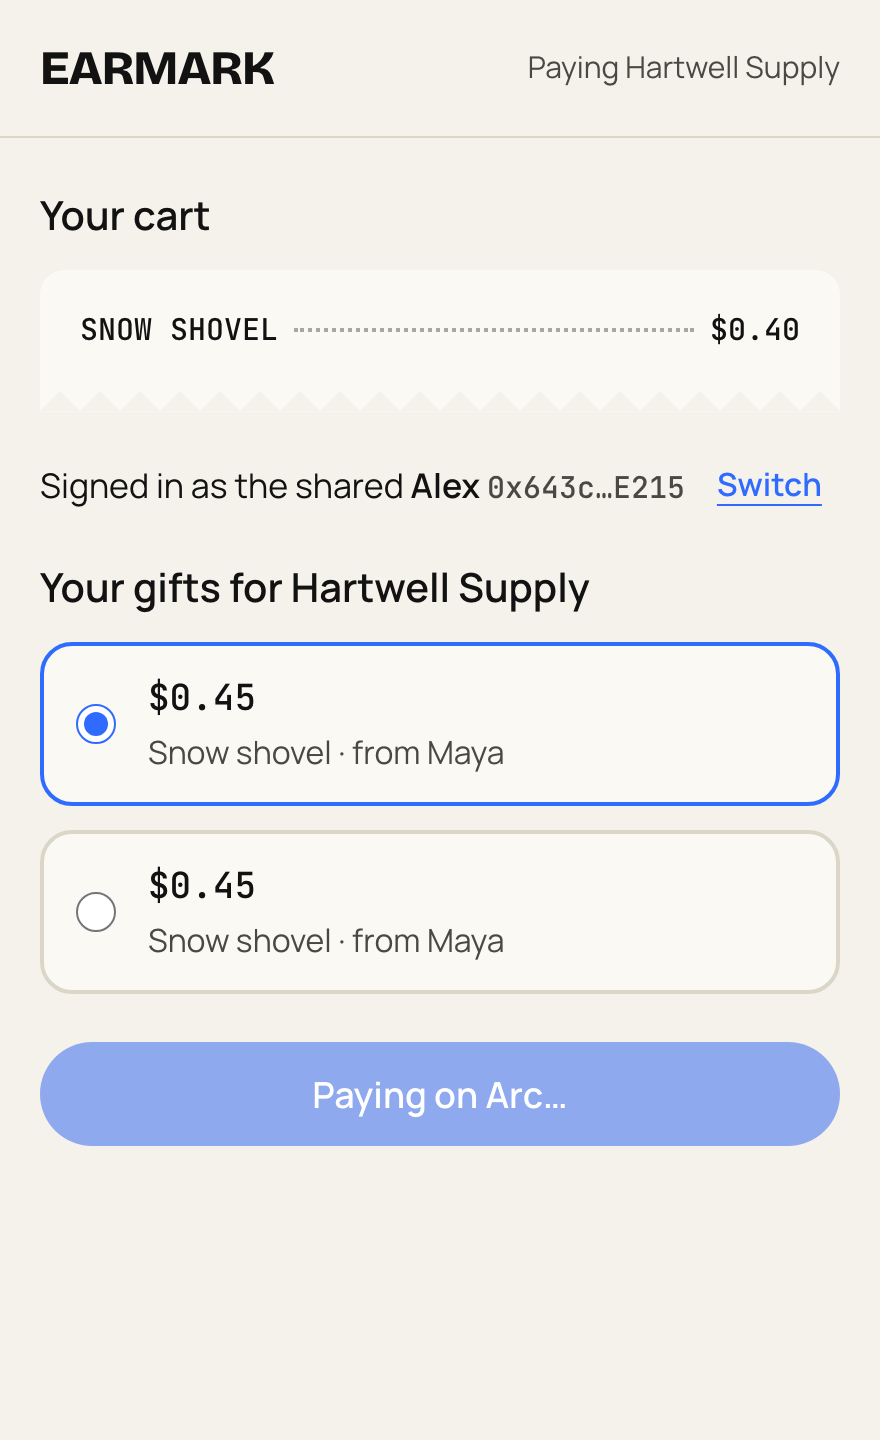 EARMARK
Paying Hartwell Supply
Your cart
SNOW SHOVEL $0.40
Signed in as the shared Alex 0x643c…E215 Switch
Your gifts for Hartwell Supply
$0.45
Snow shovel · from Maya
$0.45
Snow shovel · from Maya
Paying on Arc…